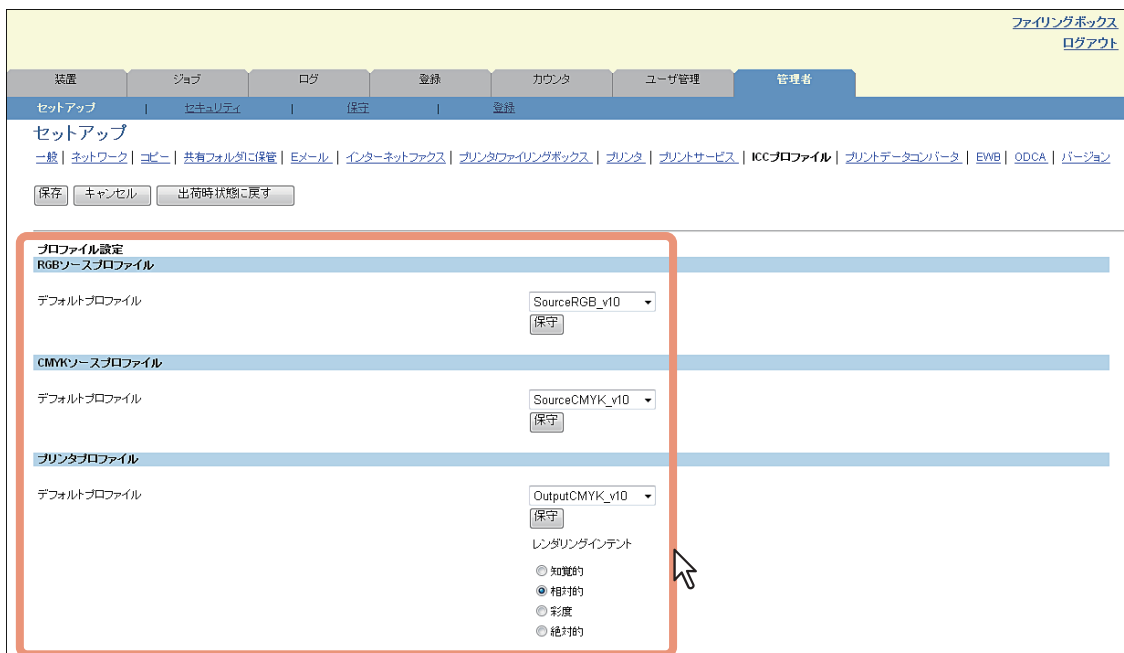 ファイリングボックス
ログアウト
装置 ジョブ ログ 登録 カウンタ ユーザ管理 管理者
セットアップ | セキュリティ | 保守 | 登録
セットアップ
一般 | ネットワーク | コピー | 共有フォルダに保管 | Eメール | インターネットファクス | プリンタ/ファイリングボックス | プリンタ | プリントサービス | ICCプロファイル | プリントデータコンバータ | EWB | ODCA | バージョン
保存 キャンセル 出荷時状態に戻す
プロファイル設定
RGBソースプロファイル
デフォルトプロファイル SourceRGB_v10
保守
CMYKソースプロファイル
デフォルトプロファイル SourceCMYK_v10
保守
プリンタプロファイル
デフォルトプロファイル OutputCMYK_v10
保守
レンダリングインテント
知覚的
相対的
彩度
絶対的